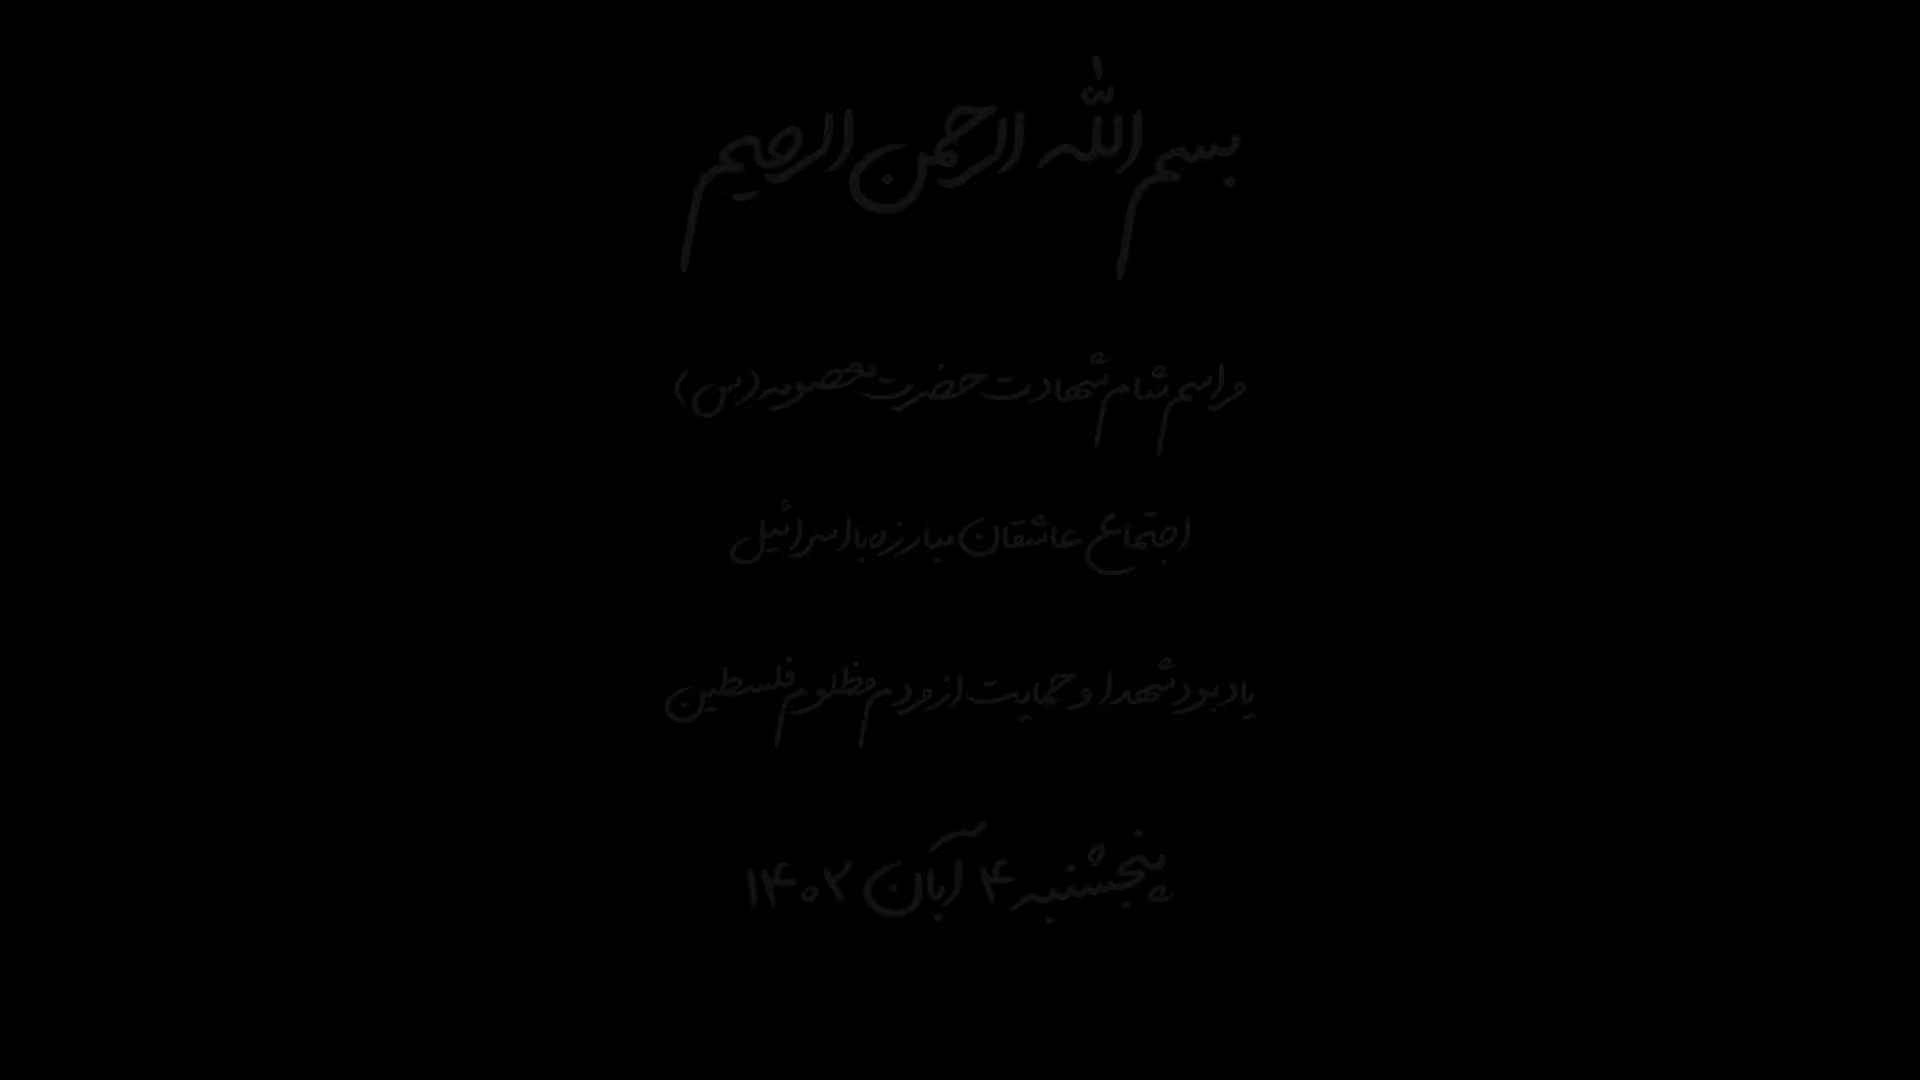 بسم الله الرحمن الرحیم
مراسم شام شهادت حضرت معصومه (س)
اجتماع عاشقان مبارزه با اسرائیل
یادبود شهدا و حمایت از مردم مظلوم فلسطین
پنجشنبه ۴ آبان ۱۴۰۲